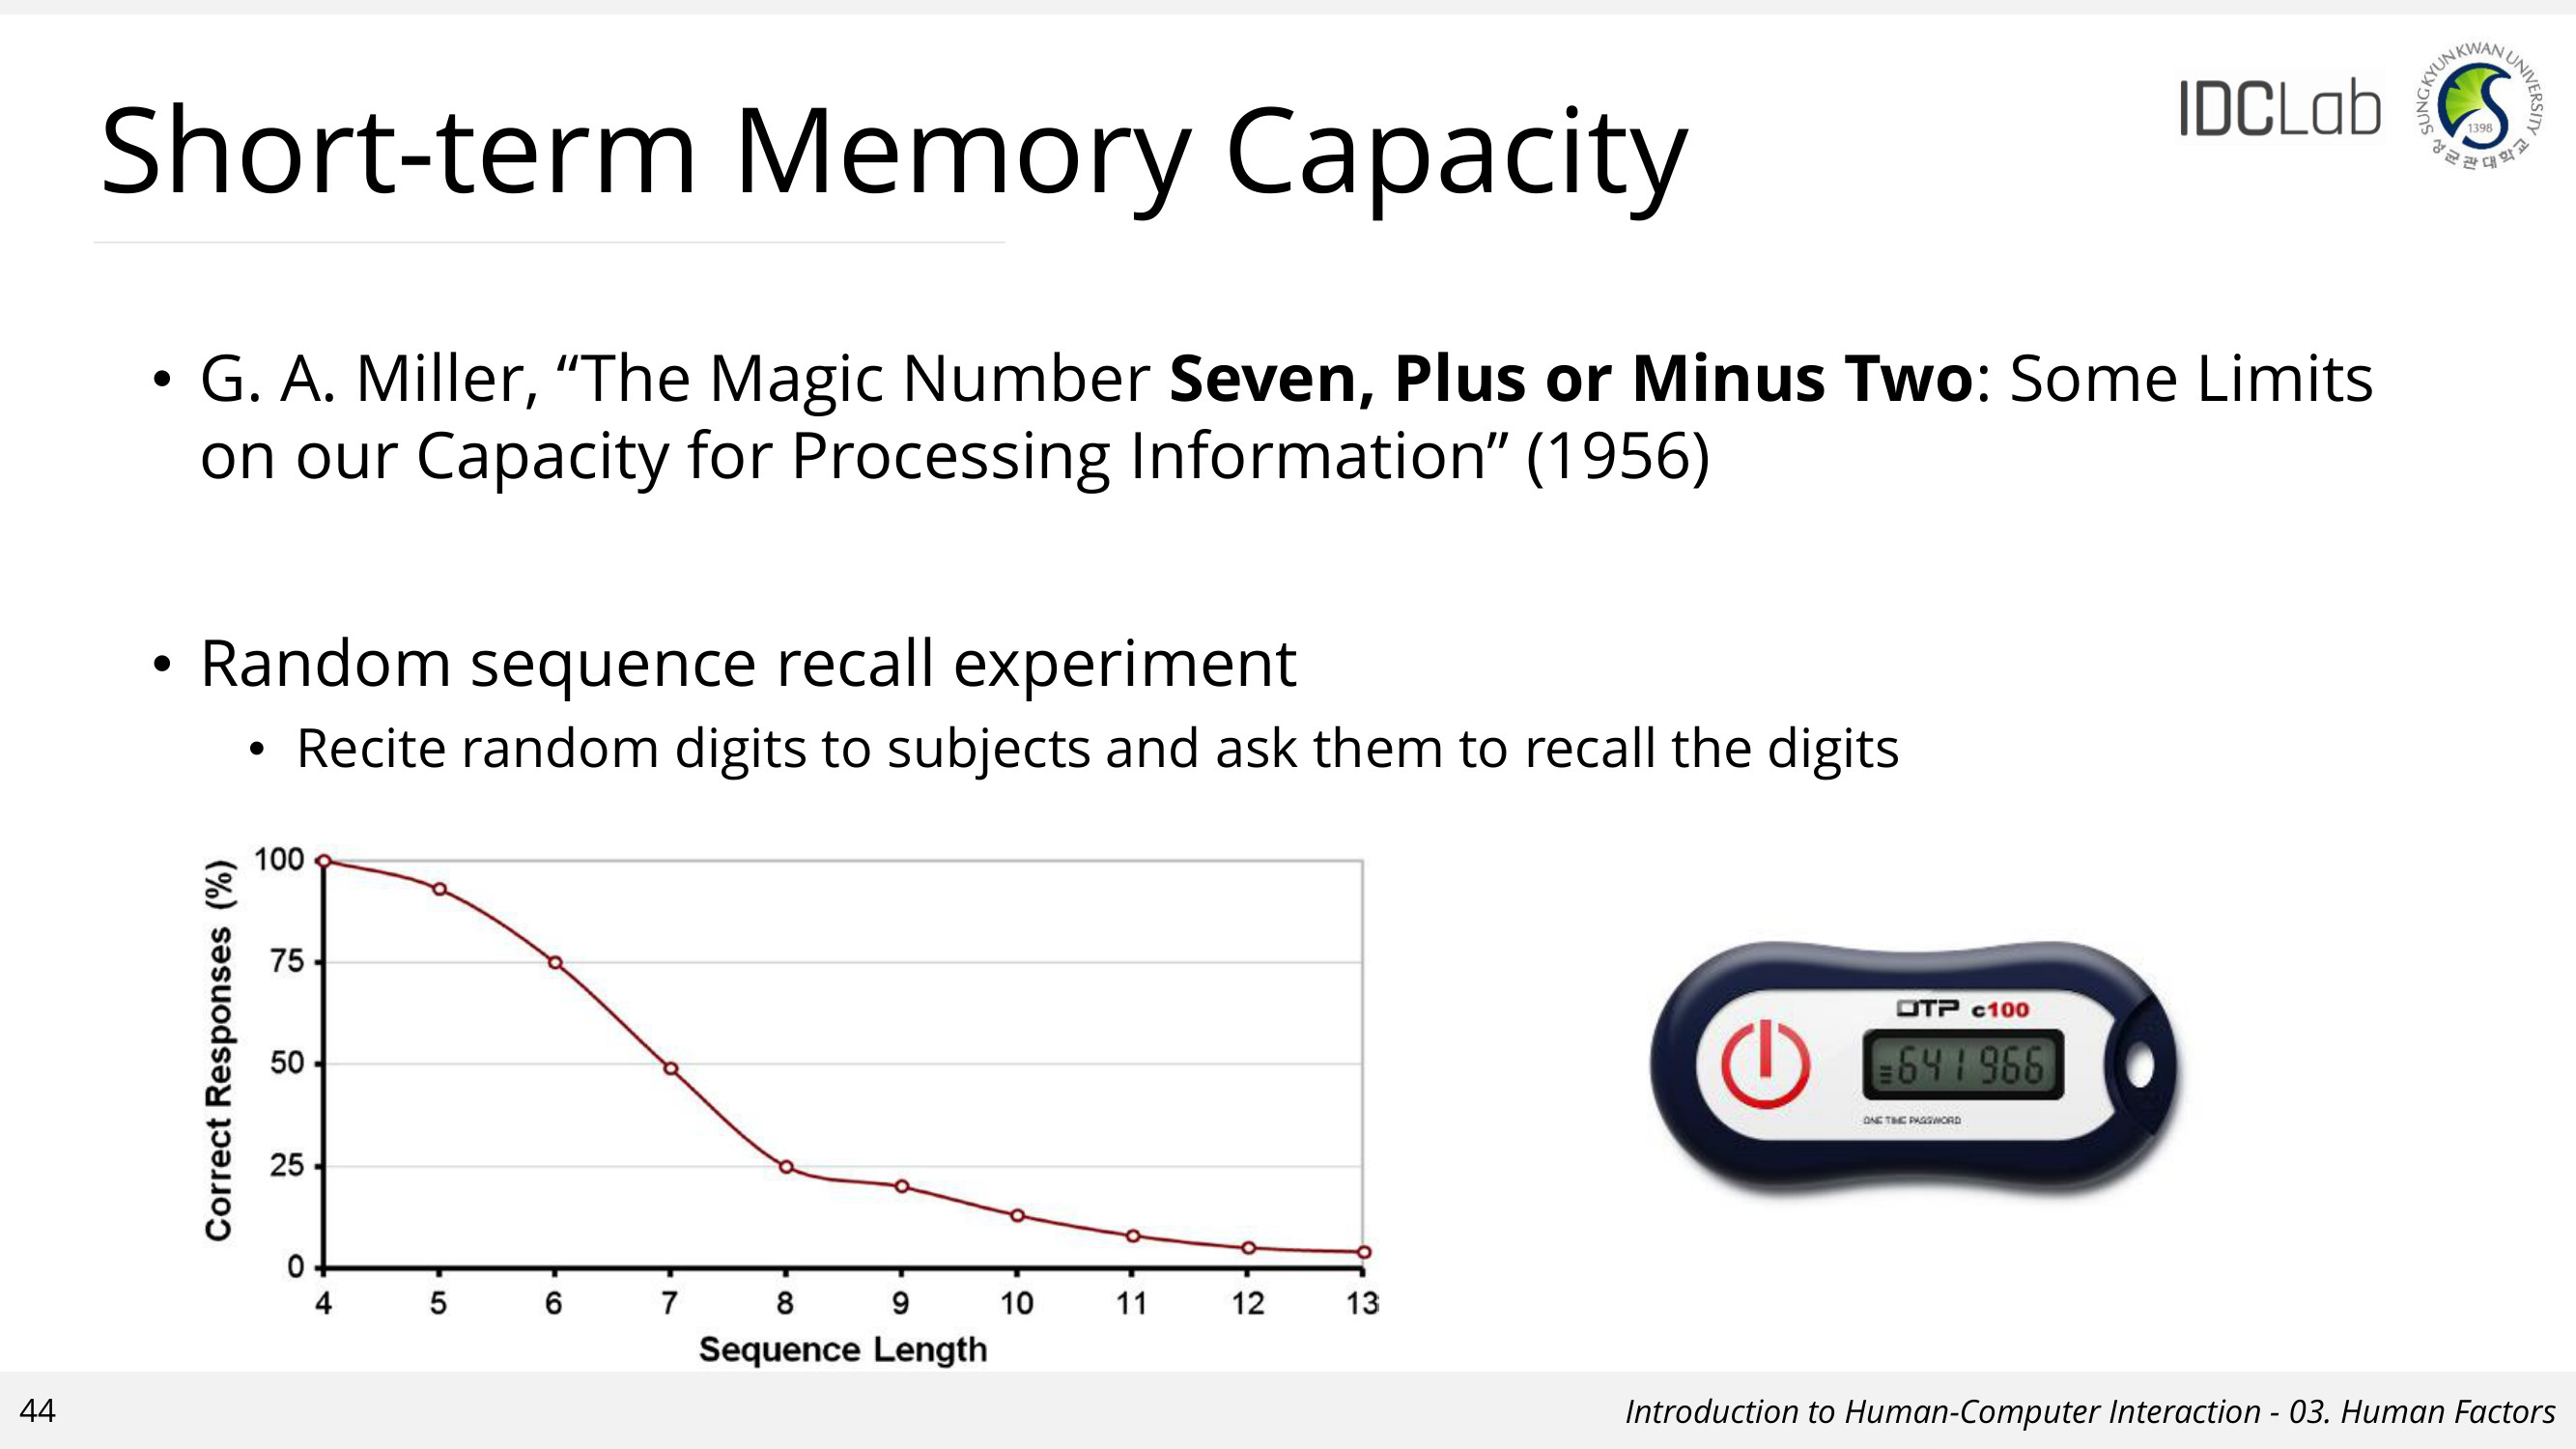 Short-term Memory Capacity
IDCLab
SUNGKYUNKWAN UNIVERSITY
1398
성균관대학교
• G. A. Miller, “The Magic Number Seven, Plus or Minus Two: Some Limits
on our Capacity for Processing Information” (1956)
• Random sequence recall experiment
• Recite random digits to subjects and ask them to recall the digits
Correct Responses (%)
100
75
50
25
0
4 5 6 7 8 9 10 11 12 13
Sequence Length
OTP c100
641966
ONE TIME PASSWORD
44
Introduction to Human-Computer Interaction - 03. Human Factors